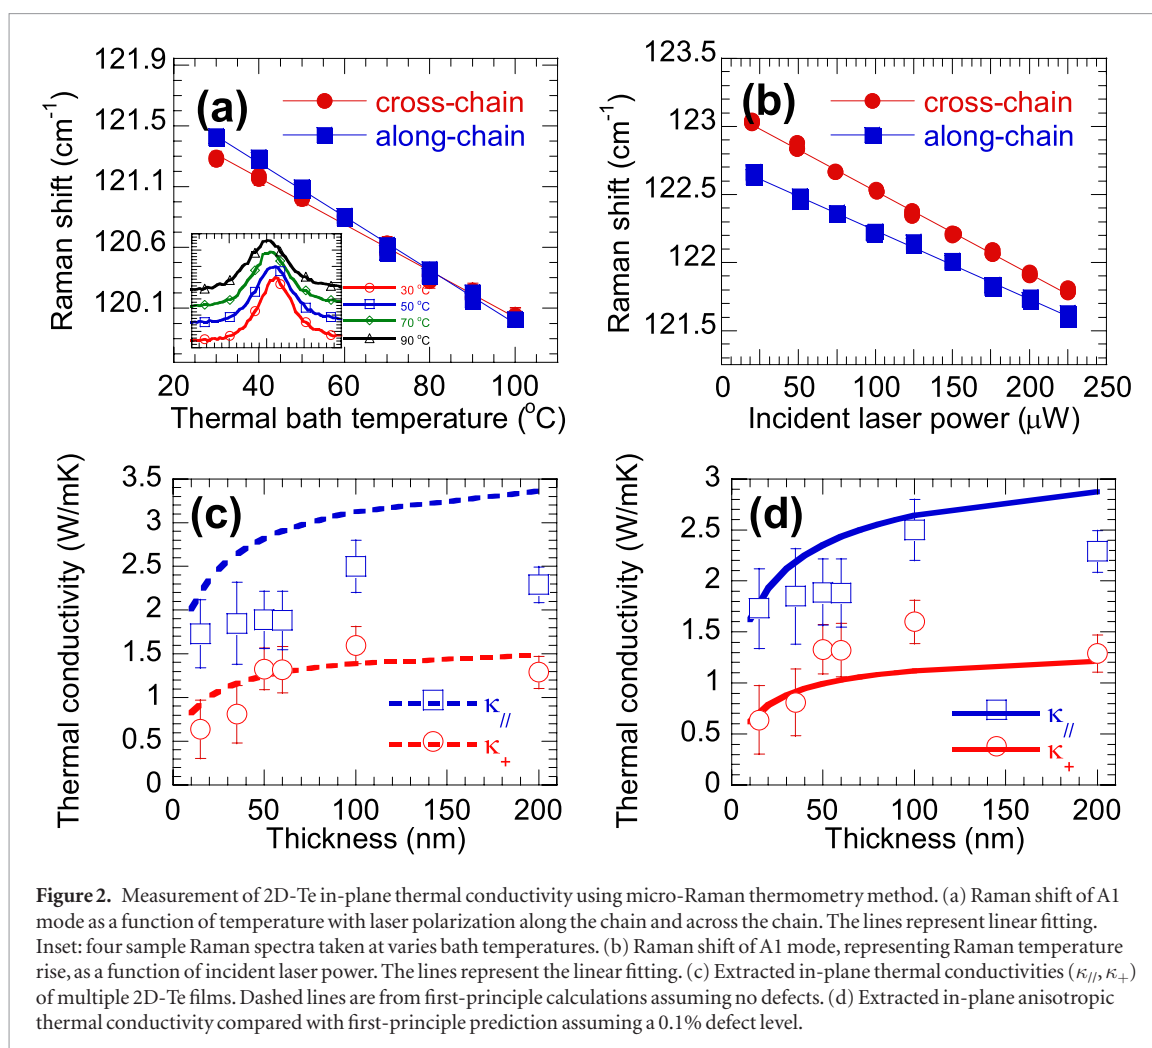 121.9
121.5
121.1
120.6
120.1
Raman shift (cm-1)
(a)
cross-chain
along-chain
30 °C
50 °C
70 °C
90 °C
20 40 60 80 100
Thermal bath temperature (°C)
123.5
123
122.5
122
121.5
Raman shift (cm-1)
(b)
cross-chain
along-chain
0 50 100 150 200 250
Incident laser power (μW)
3.5
3
2.5
2
1.5
1
0.5
0
Thermal conductivity (W/mK)
(c)
κ//
κ+
0 50 100 150 200
Thickness (nm)
3
2.5
2
1.5
1
0.5
0
Thermal conductivity (W/mK)
(d)
κ//
κ+
0 50 100 150 200
Thickness (nm)
Figure 2. Measurement of 2D-Te in-plane thermal conductivity using micro-Raman thermometry method. (a) Raman shift of A1
mode as a function of temperature with laser polarization along the chain and across the chain. The lines represent linear fitting.
Inset: four sample Raman spectra taken at varies bath temperatures. (b) Raman shift of A1 mode, representing Raman temperature
rise, as a function of incident laser power. The lines represent the linear fitting. (c) Extracted in-plane thermal conductivities (κ//, κ+)
of multiple 2D-Te films. Dashed lines are from first-principle calculations assuming no defects. (d) Extracted in-plane anisotropic
thermal conductivity compared with first-principle prediction assuming a 0.1% defect level.